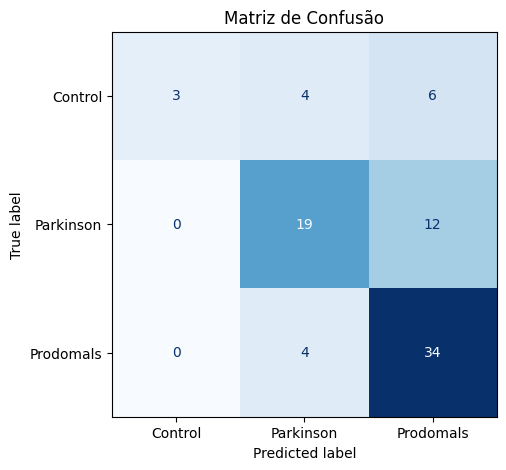 Matriz de Confusão
True label
Control 3 4 6
Parkinson 0 19 12
Prodomals 0 4 34
Control Parkinson Prodomals
Predicted label